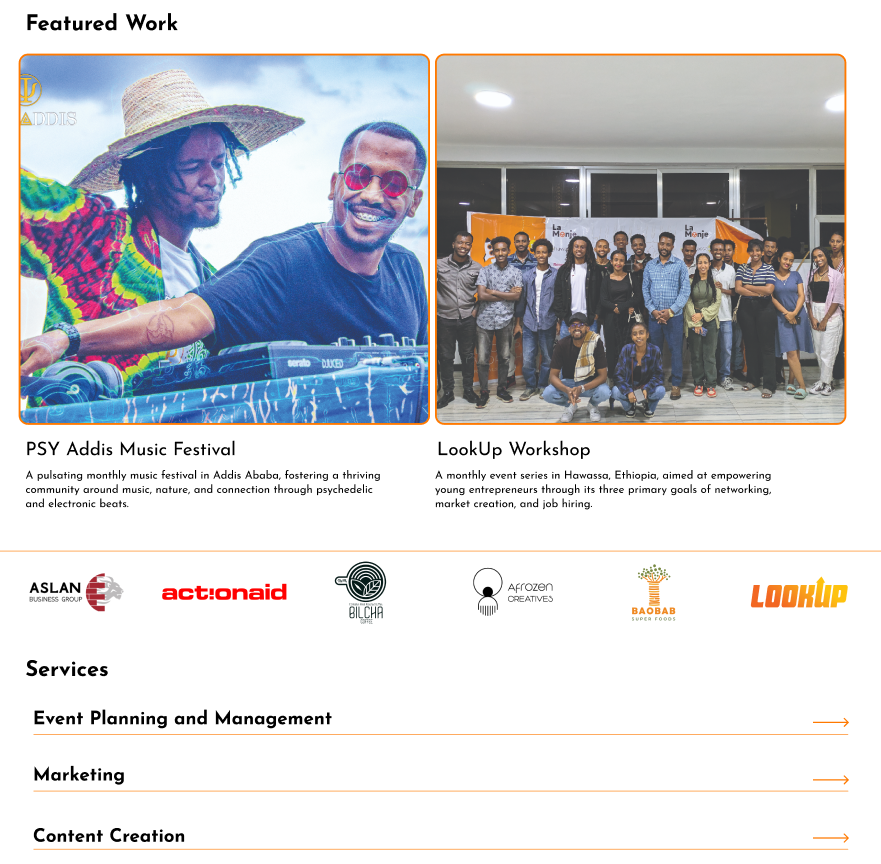 Featured Work
ADDIS
La
Monje
La
Monje
serato
PSY Addis Music Festival
LookUp Workshop
A pulsating monthly music festival in Addis Ababa, fostering a thriving
community around music, nature, and connection through psychedelic
and electronic beats.
A monthly event series in Hawassa, Ethiopia, aimed at empowering
young entrepreneurs through its three primary goals of networking,
market creation, and job hiring.
ASLAN
BUSINESS GROUP
act!onaid
BILCHA
COFFEE
AFROZEN
CREATIVES
BAOBAB
SUPER FOODS
LOOKUP
Services
Event Planning and Management
Marketing
Content Creation